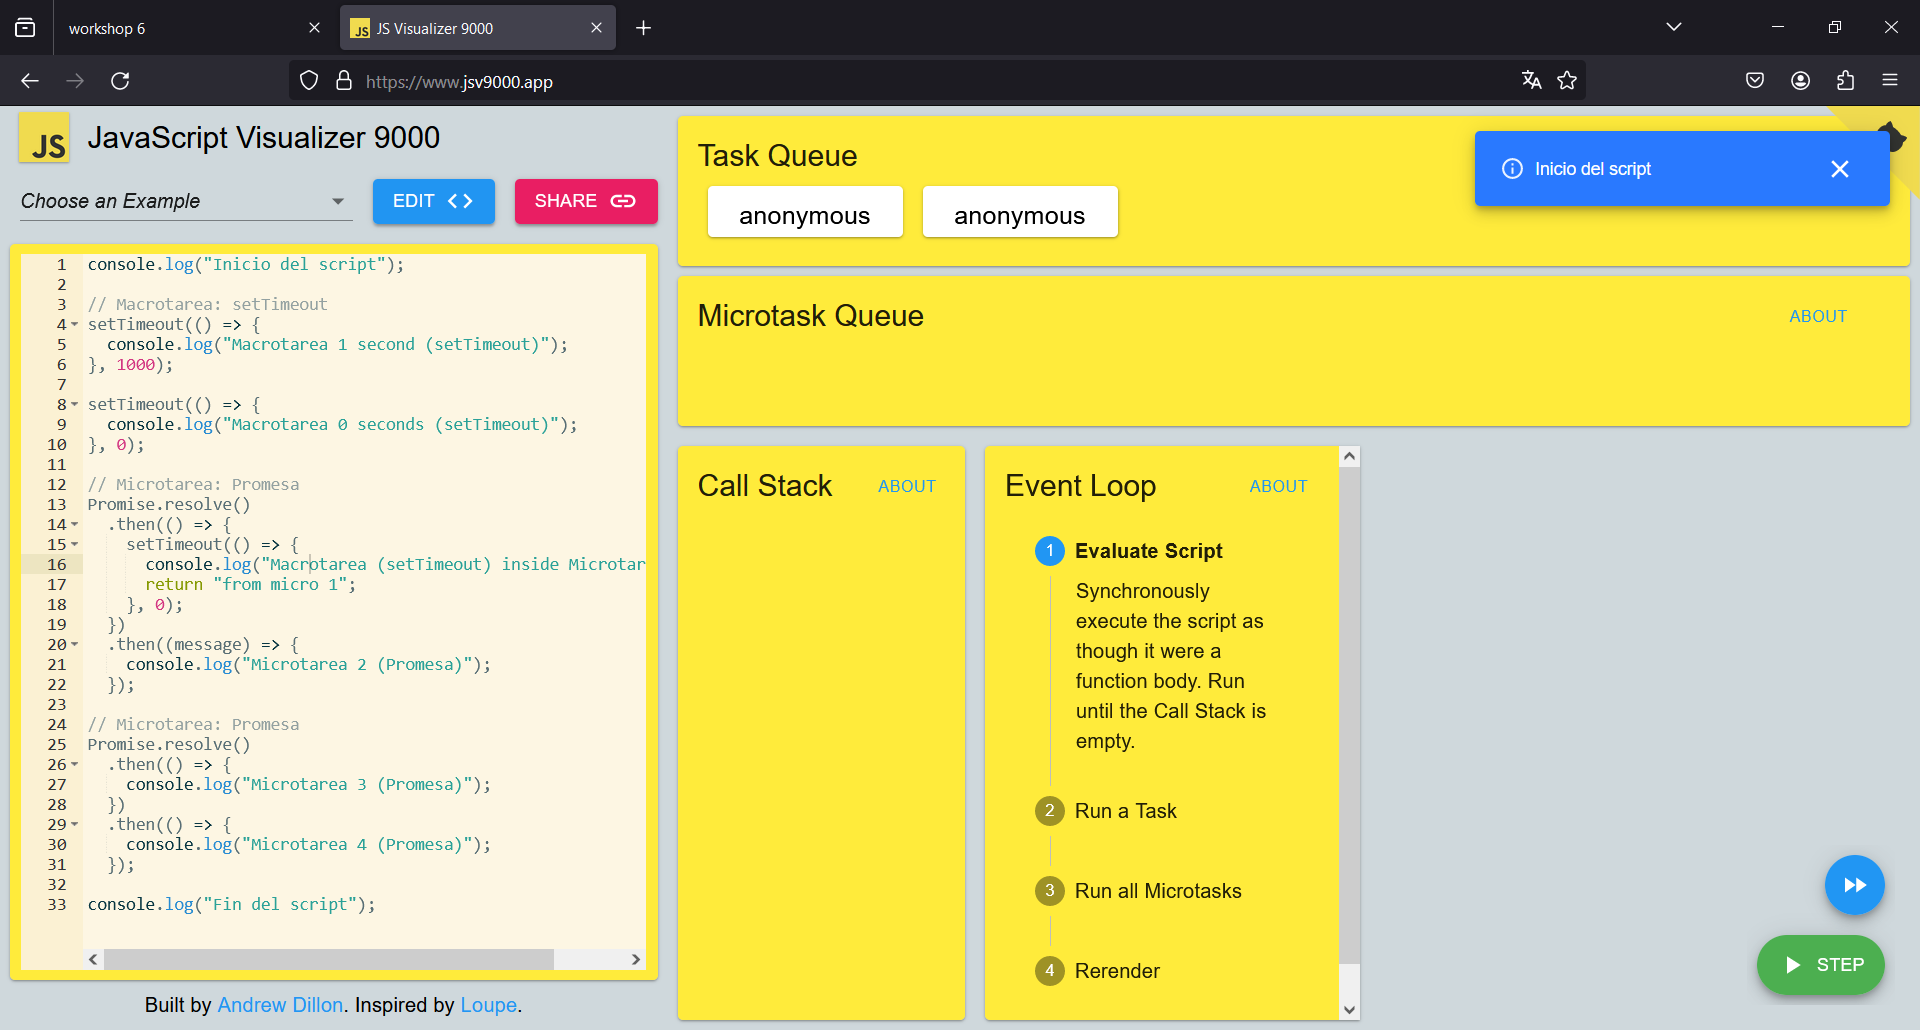 workshop 6
JS Visualizer 9000
https://www.jsv9000.app
JS
JavaScript Visualizer 9000
Choose an Example
EDIT <>
SHARE
1 console.log("Inicio del script");
2
3 // Macrotarea: setTimeout
4 setTimeout(() => {
5 console.log("Macrotarea 1 second (setTimeout)");
6 }, 1000);
7
8 setTimeout(() => {
9 console.log("Macrotarea 0 seconds (setTimeout)");
10 }, 0);
11
12 // Microtarea: Promesa
13 Promise.resolve()
14 .then(() => {
15 setTimeout(() => {
16 console.log("Macrotarea (setTimeout) inside Microtar
17 return "from micro 1";
18 }, 0);
19 })
20 .then((message) => {
21 console.log("Microtarea 2 (Promesa)");
22 });
23
24 // Microtarea: Promesa
25 Promise.resolve()
26 .then(() => {
27 console.log("Microtarea 3 (Promesa)");
28 })
29 .then(() => {
30 console.log("Microtarea 4 (Promesa)");
31 });
32
33 console.log("Fin del script");
Built by Andrew Dillon. Inspired by Loupe.
Task Queue
anonymous anonymous
Inicio del script
Microtask Queue
ABOUT
Call Stack
ABOUT
Event Loop
ABOUT
1 Evaluate Script
Synchronously
execute the script as
though it were a
function body. Run
until the Call Stack is
empty.
2 Run a Task
3 Run all Microtasks
4 Rerender
STEP